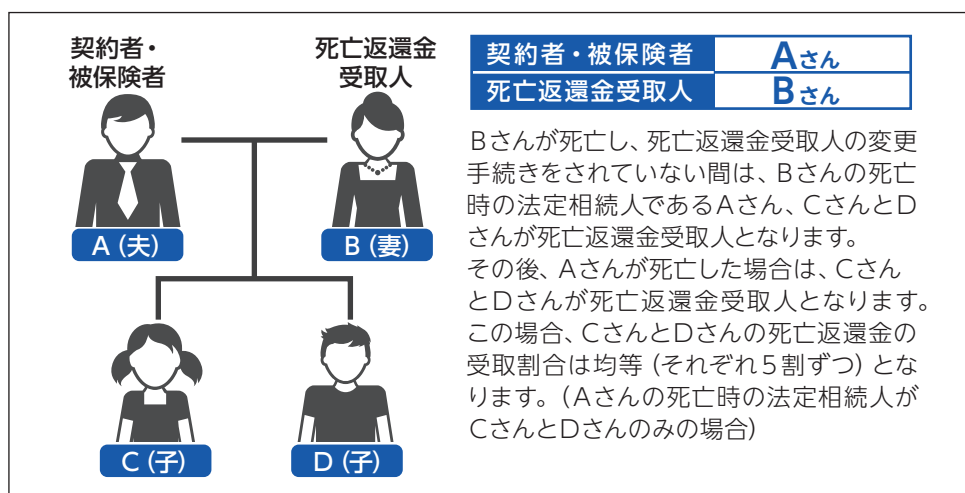 契約者・
被保険者
死亡返還金
受取人
A(夫)
B(妻)
C(子)
D(子)
契約者・被保険者 Aさん
死亡返還金受取人 Bさん
Bさんが死亡し、死亡返還金受取人の変更
手続きをされていない間は、Bさんの死亡
時の法定相続人であるAさん、CさんとD
さんが死亡返還金受取人となります。
その後、Aさんが死亡した場合は、Cさん
とDさんが死亡返還金受取人となります。
この場合、CさんとDさんの死亡返還金の
受取割合は均等(それぞれ5割ずつ)とな
ります。(Aさんの死亡時の法定相続人が
CさんとDさんのみの場合)